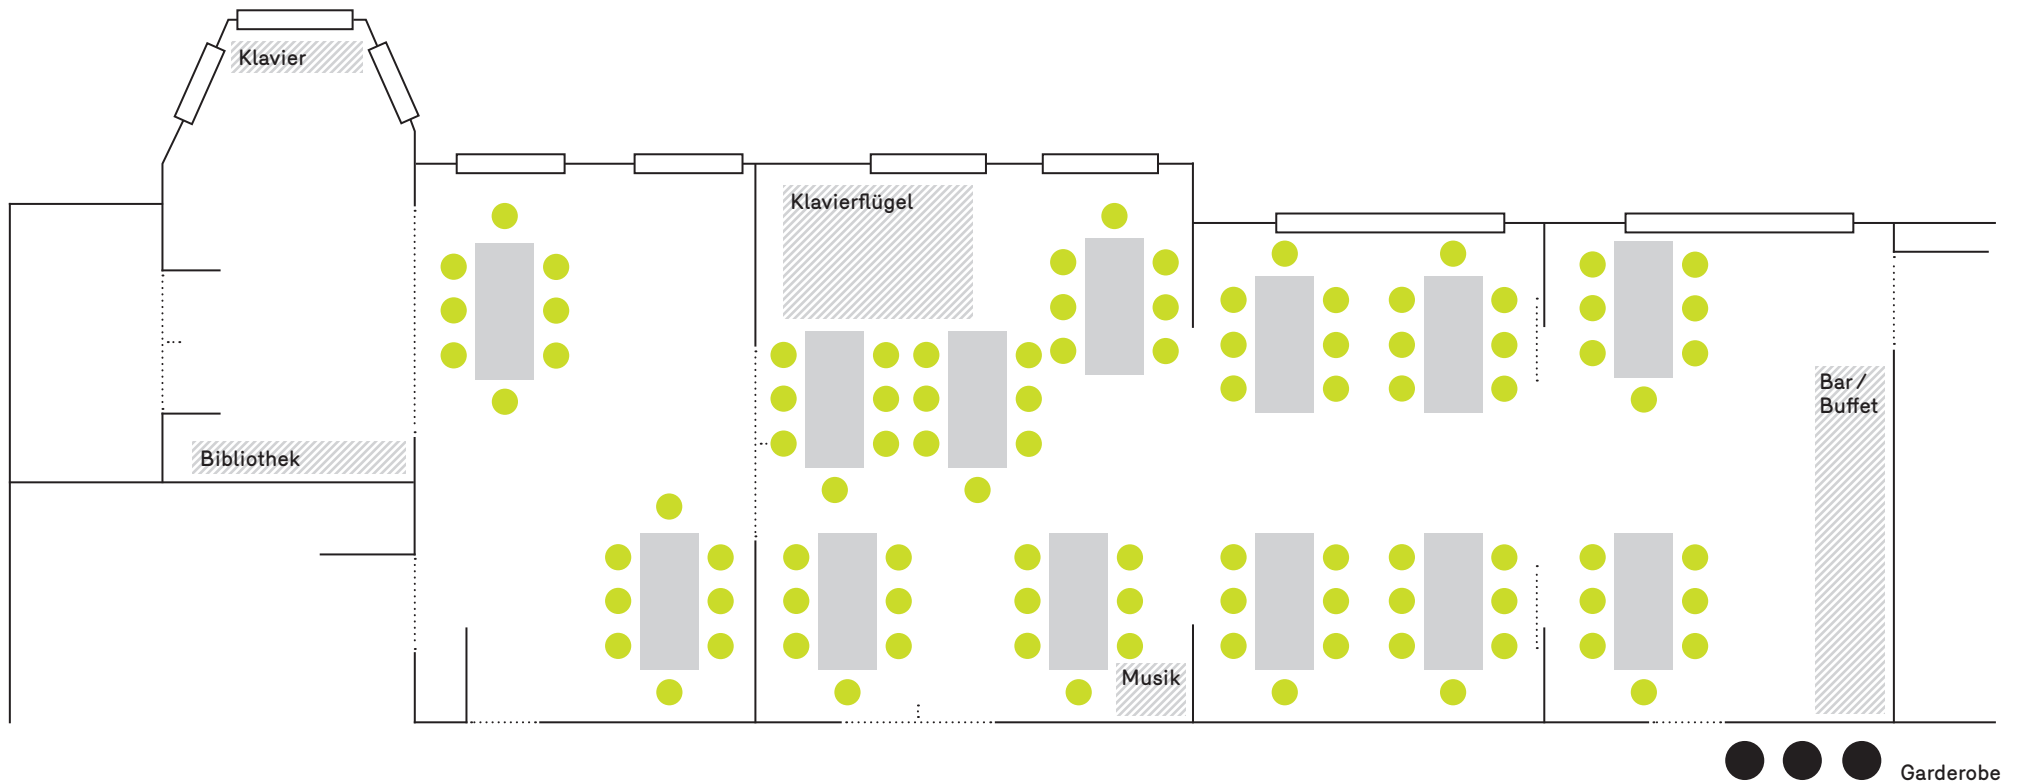 Klavier
Klavierflügel
Bar /
Buffet
Bibliothek
Musik
Garderobe